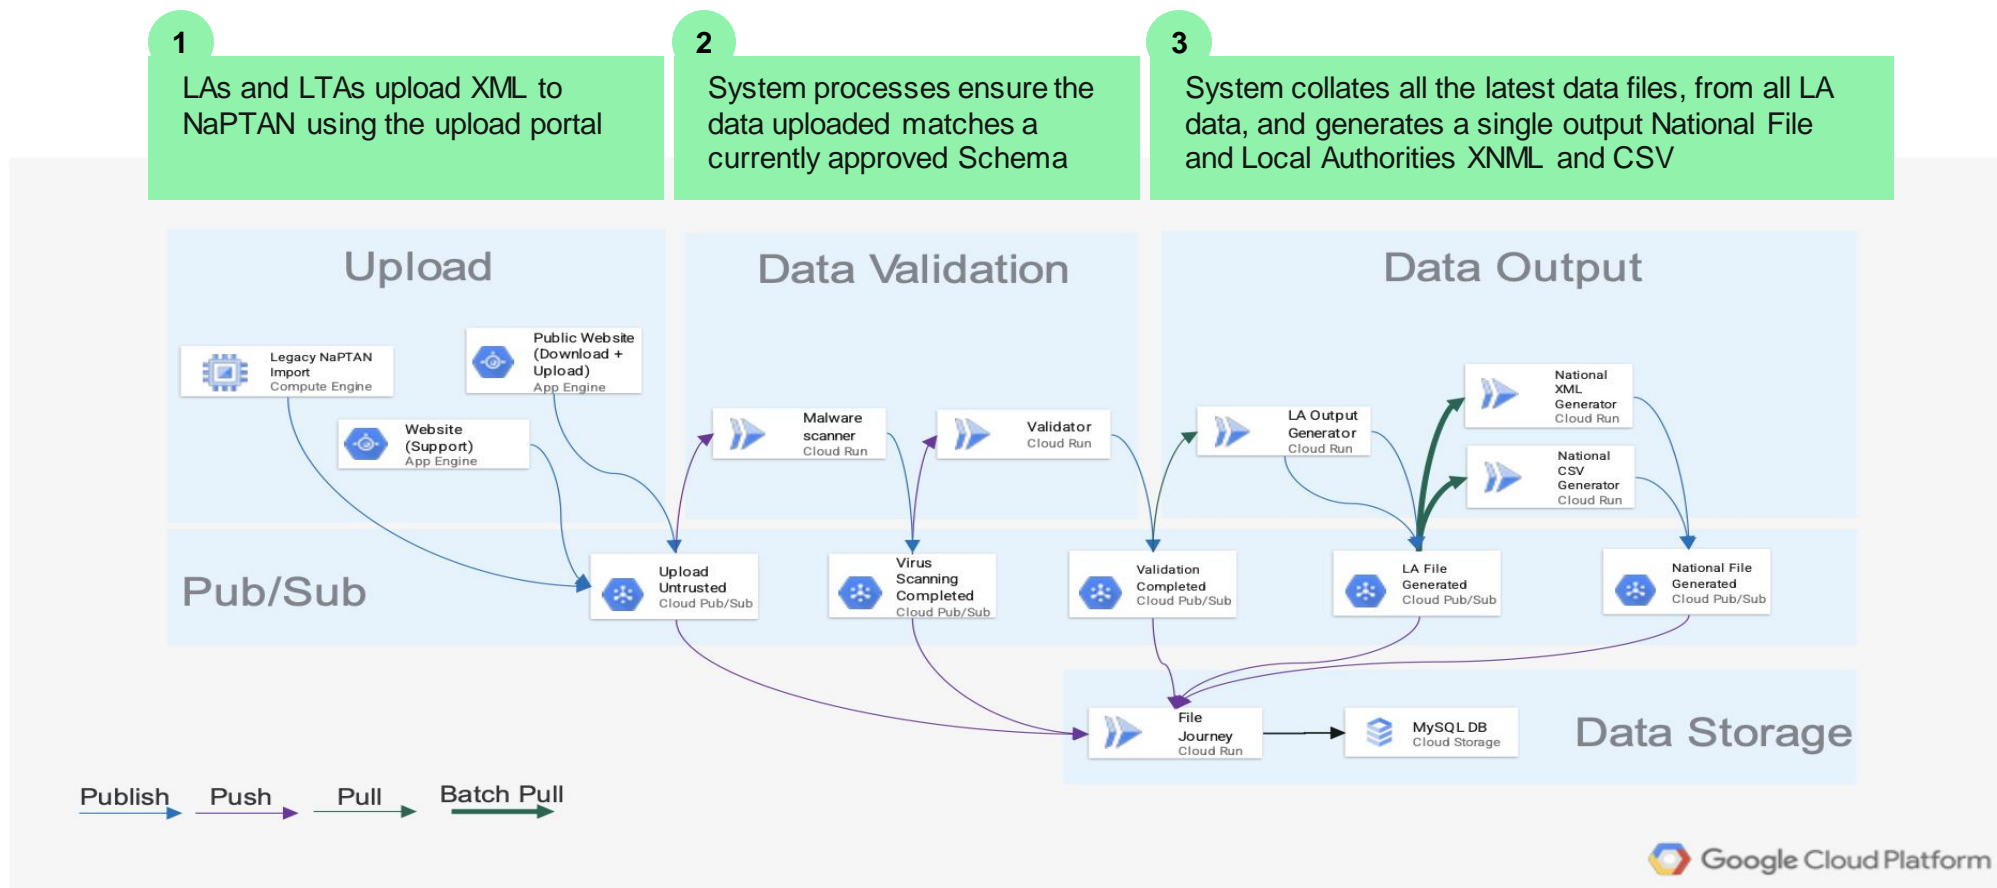 1
LAs and LTAs upload XML to
NaPTAN using the upload portal
2
System processes ensure the
data uploaded matches a
currently approved Schema
3
System collates all the latest data files, from all LA
data, and generates a single output National File
and Local Authorities XNML and CSV
Upload
Data Validation
Data Output
Legacy NaPTAN
Import
Compute Engine
Public Website
(Download +
Upload)
App Engine
Website
(Support)
App Engine
Malware
scanner
Cloud Run
Validator
Cloud Run
LA Output
Generator
Cloud Run
National
XML
Generator
Cloud Run
National
CSV
Generator
Cloud Run
Pub/Sub
Upload
Untrusted
Cloud Pub/Sub
Virus
Scanning
Completed
Cloud Pub/Sub
Validation
Completed
Cloud Pub/Sub
LA File
Generated
Cloud Pub/Sub
National File
Generated
Cloud Pub/Sub
File
Journey
Cloud Run
MySQL DB
Cloud Storage
Data Storage
Publish
Push
Pull
Batch Pull
Google Cloud Platform